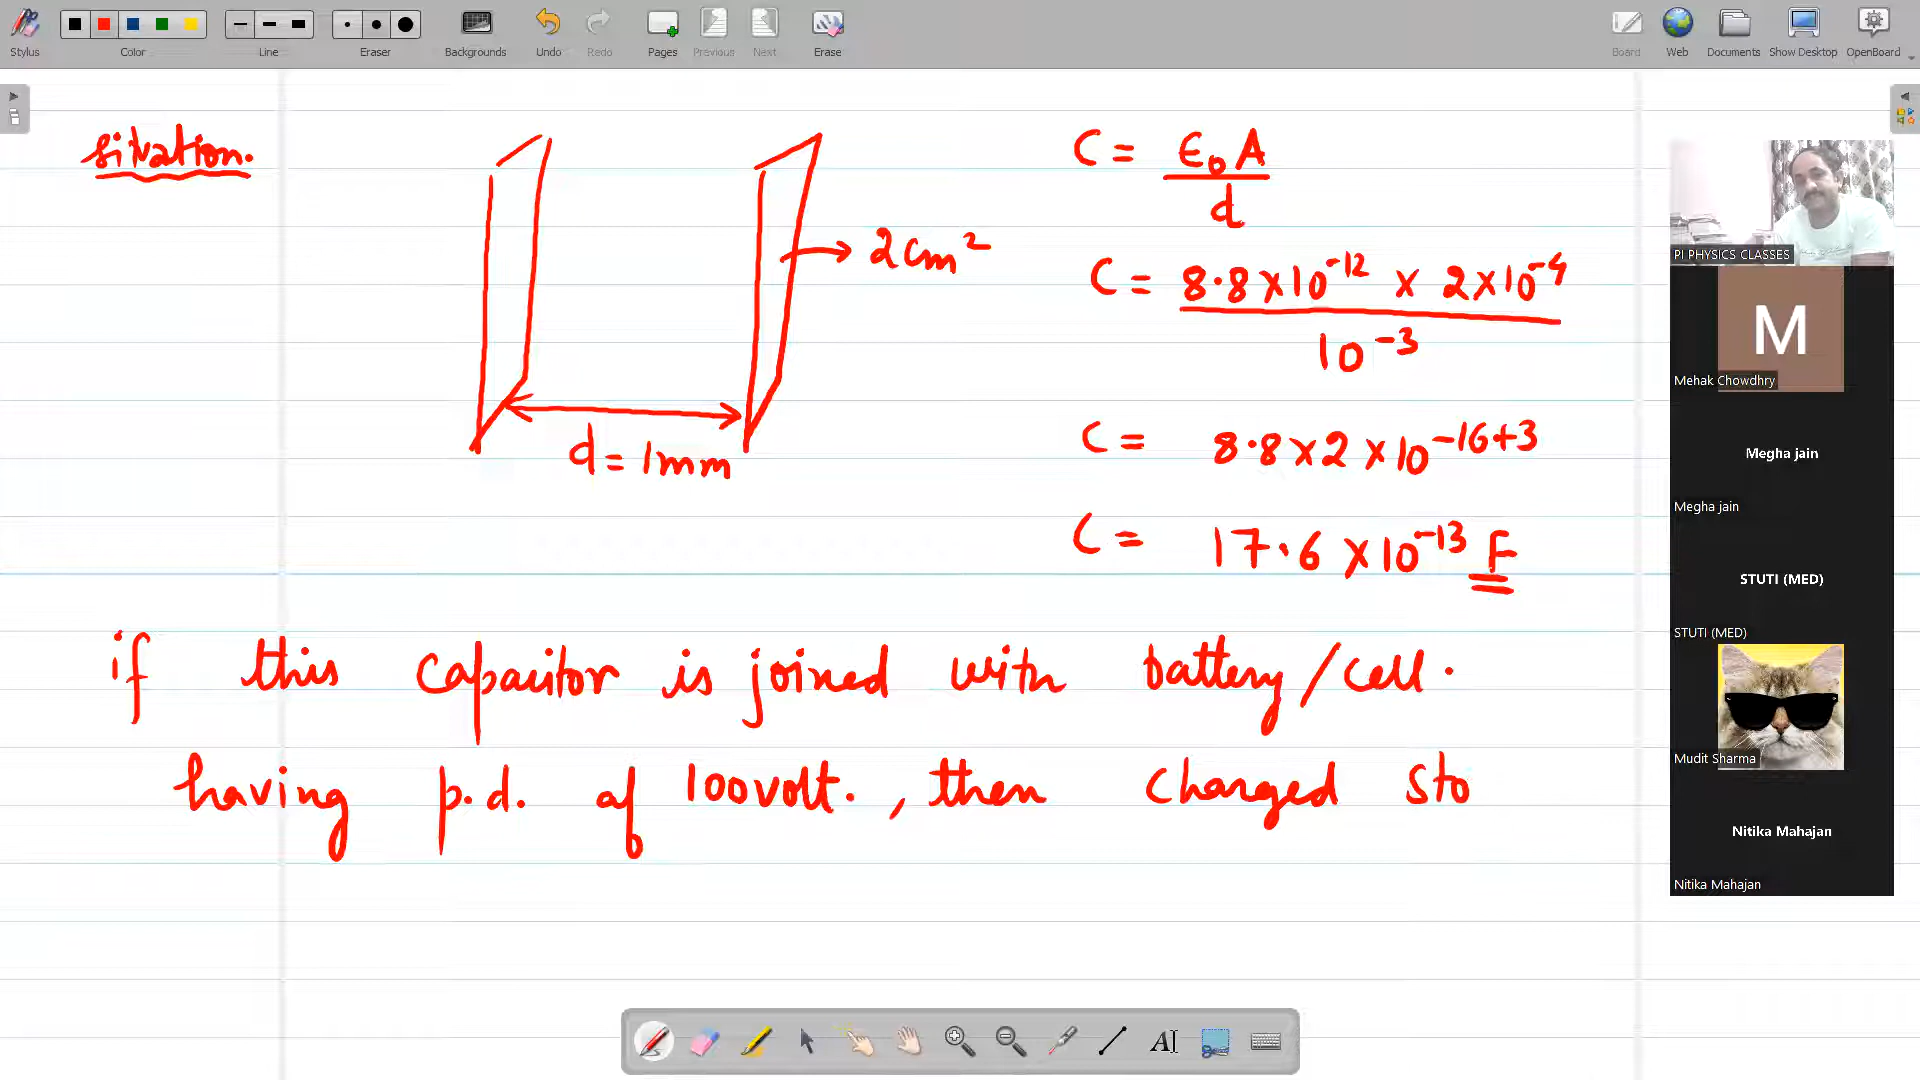 Stylus
Color
Line
Eraser
Backgrounds
Undo
Redo
Pages
Previous
Next
Erase
Board
Web
Documents
Show Desktop
OpenBoard
situation.
2cm²
d = 1mm
C = ε₀A / d
C = 8.8×10⁻¹² × 2×10⁻⁴ / 10⁻³
C = 8.8×2×10⁻¹⁶⁺³
C = 17.6×10⁻¹³ F
if this capacitor is joined with battery/cell.
having p.d. of 100volt. , then charged sto
PI PHYSICS CLASSES
M
Mehak Chowdhry
Megha jain
Megha jain
STUTI (MED)
STUTI (MED)
Mudit Sharma
Nitika Mahajan
Nitika Mahajan